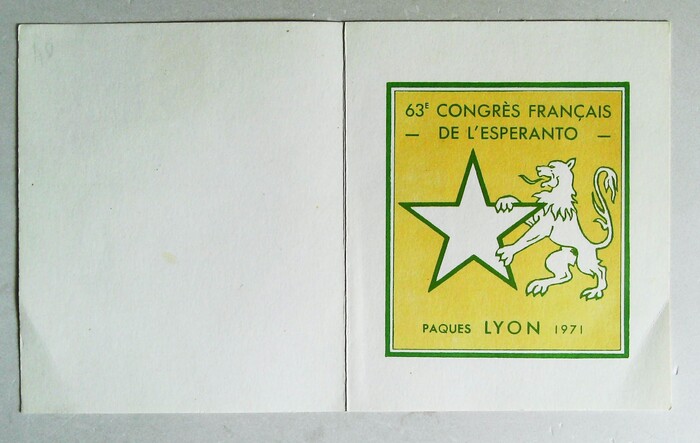 63E CONGRÈS FRANÇAIS
— DE L'ESPERANTO —
PAQUES LYON 1971